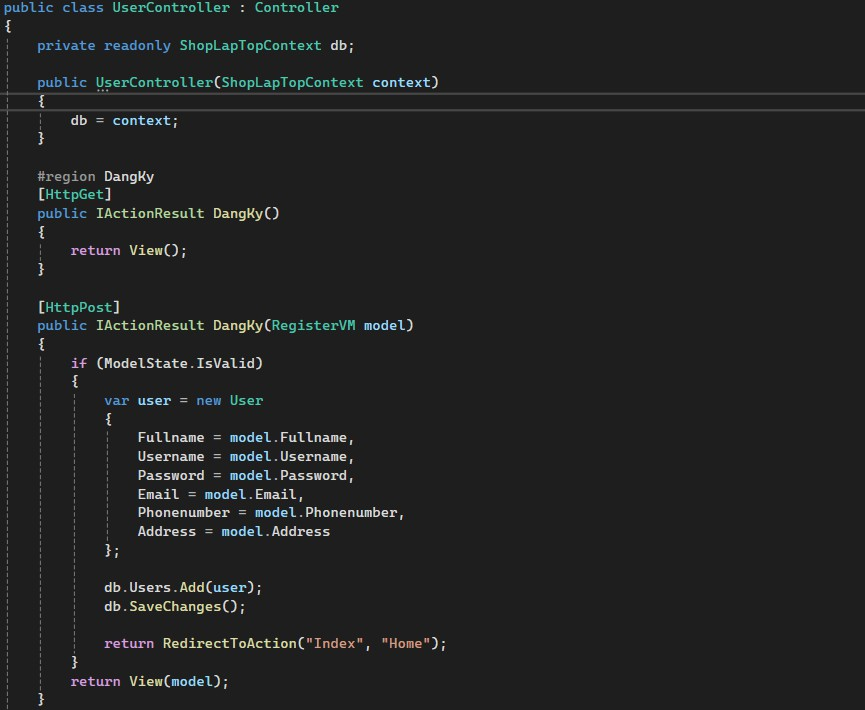 public class UserController : Controller
{
    private readonly ShopLapTopContext db;

    public UserController(ShopLapTopContext context)
    {
        db = context;
    }

    #region DangKy
    [HttpGet]
    public IActionResult DangKy()
    {
        return View();
    }

    [HttpPost]
    public IActionResult DangKy(RegisterVM model)
    {
        if (ModelState.IsValid)
        {
            var user = new User
            {
                Fullname = model.Fullname,
                Username = model.Username,
                Password = model.Password,
                Email = model.Email,
                Phonenumber = model.Phonenumber,
                Address = model.Address
            };

            db.Users.Add(user);
            db.SaveChanges();

            return RedirectToAction("Index", "Home");
        }
        return View(model);
    }